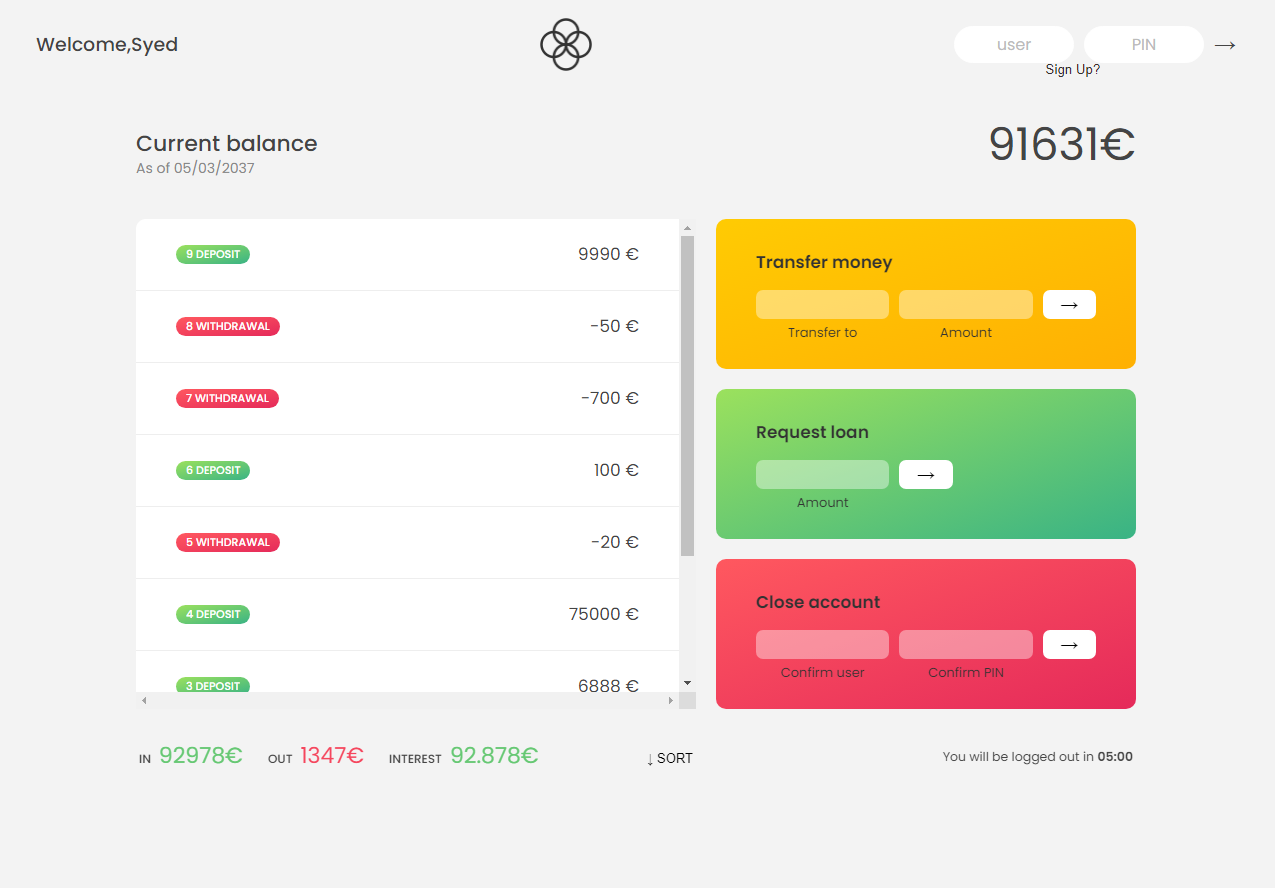 Welcome,Syed
user
PIN
→
Sign Up?
Current balance
91631€
As of 05/03/2037
9 DEPOSIT
9990 €
8 WITHDRAWAL
-50 €
7 WITHDRAWAL
-700 €
6 DEPOSIT
100 €
5 WITHDRAWAL
-20 €
4 DEPOSIT
75000 €
3 DEPOSIT
6888 €
Transfer money
→
Transfer to
Amount
Request loan
→
Amount
Close account
→
Confirm user
Confirm PIN
IN 92978€ OUT 1347€ INTEREST 92.878€
↓ SORT
You will be logged out in 05:00